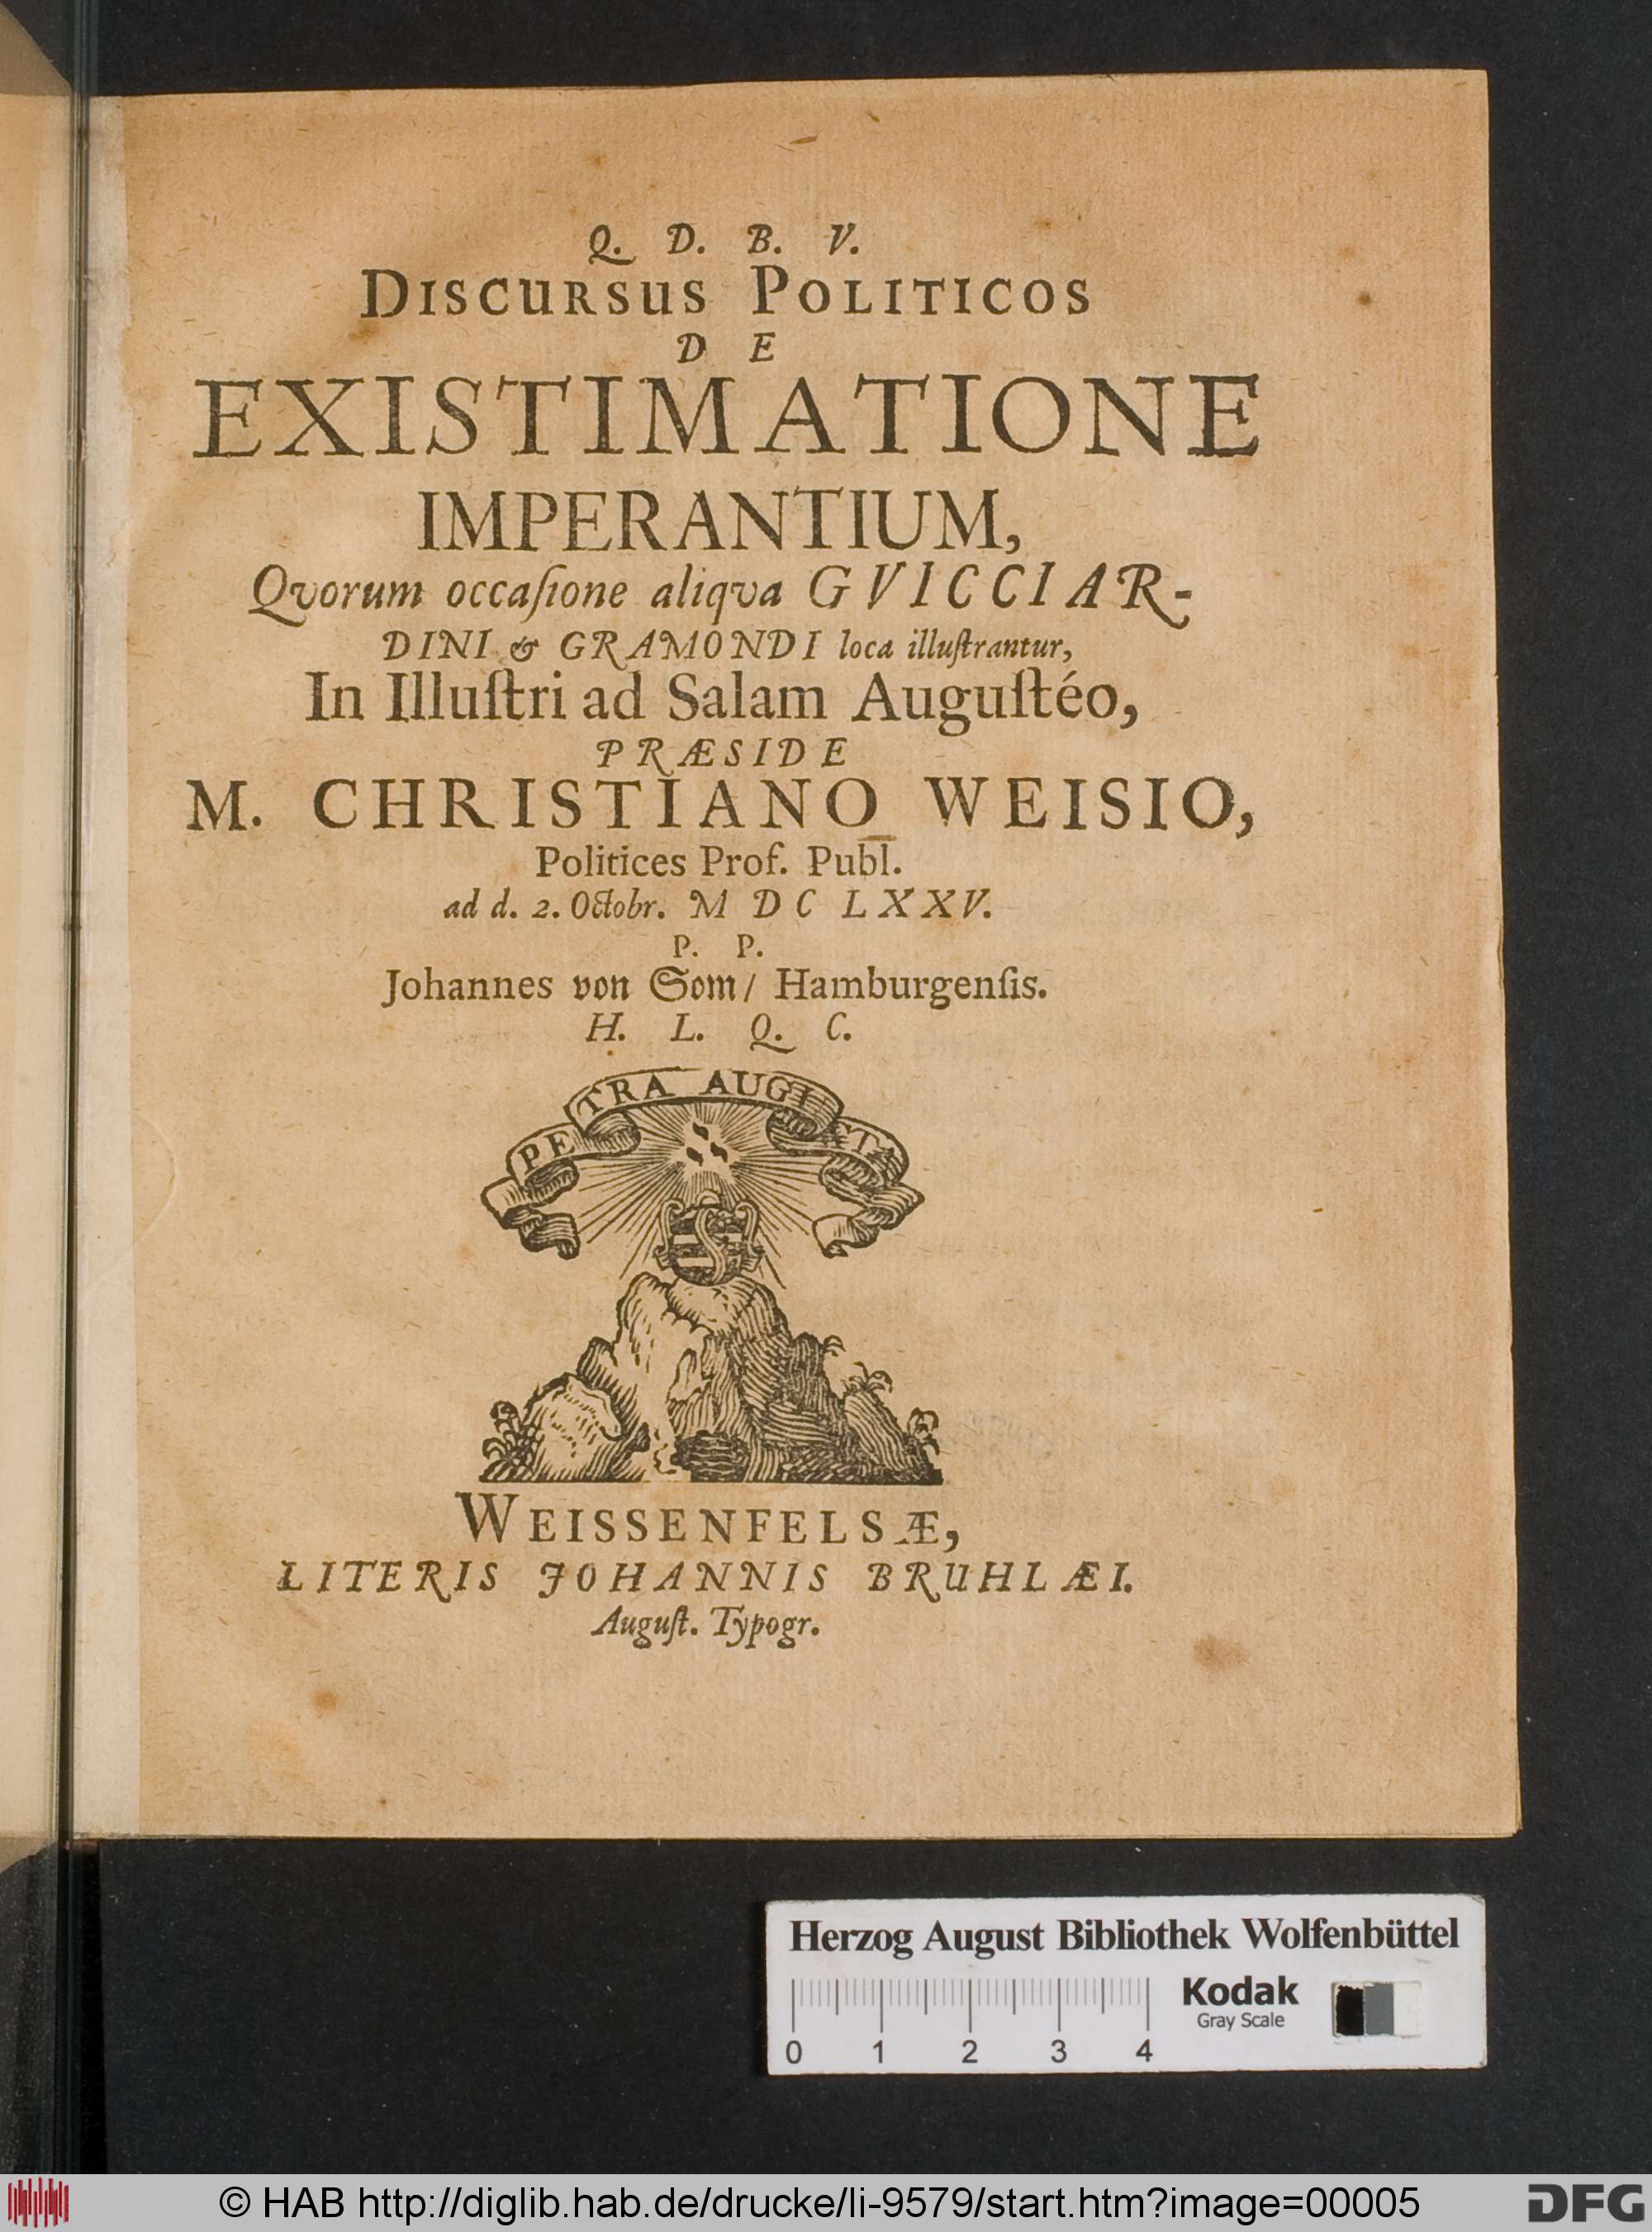 Q. D. B. V.
DISCURSUS POLITICOS
DE
EXISTIMATIONE
IMPERANTIUM,
Qvorum occaſione aliqva GVICCIAR-
DINI & GRAMONDI loca illuſtrantur,
In Illuſtri ad Salam Auguſtéo,
PRÆSIDE
M. CHRISTIANO WEISIO,
Politices Prof. Publ.
ad d. 2. Octobr. M DC LXXV.
P. P.
Johannes von Som/ Hamburgenſis.
H. L. Q. C.
PETRA AUGUSTA
WEISSENFELSÆ,
LITERIS JOHANNIS BRUHLÆI.
Auguſt. Typogr.
Herzog August Bibliothek Wolfenbüttel
Kodak
Gray Scale
0 1 2 3 4
© HAB http://diglib.hab.de/drucke/li-9579/start.htm?image=00005
DFG